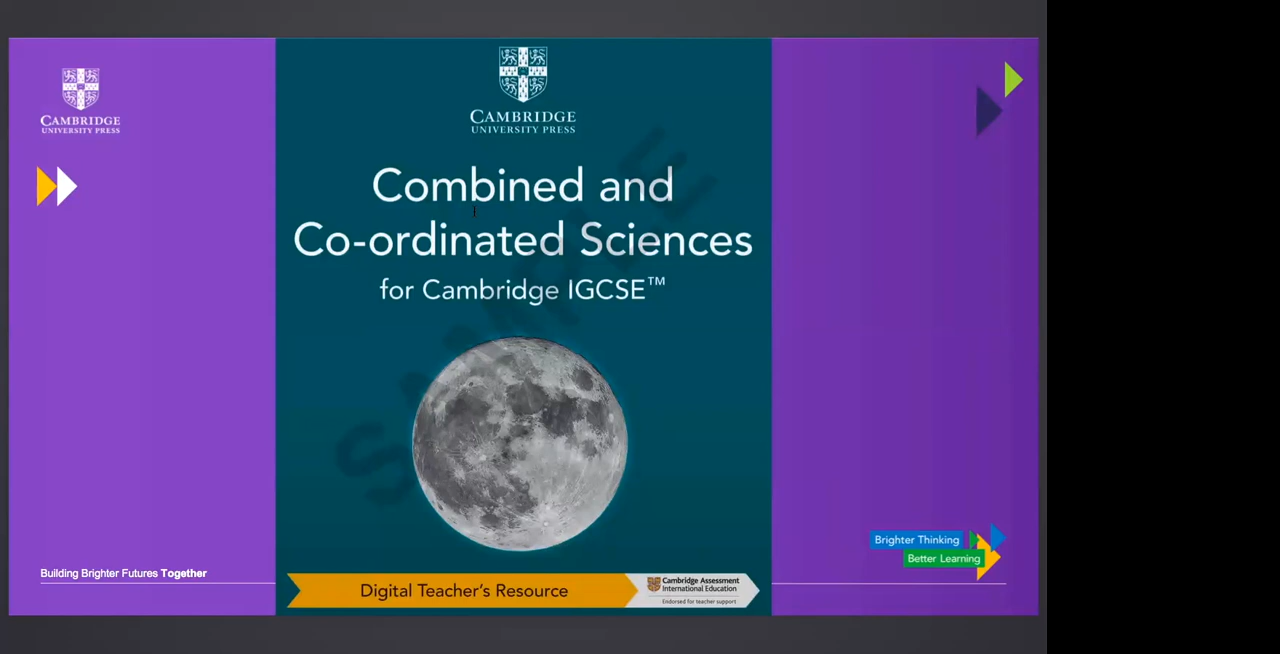 CAMBRIDGE
UNIVERSITY PRESS
CAMBRIDGE
UNIVERSITY PRESS
Combined and
Co-ordinated Sciences
for Cambridge IGCSE™
SAMPLE
Building Brighter Futures Together
Digital Teacher's Resource
Cambridge Assessment
International Education
Endorsed for teacher support
Brighter Thinking
Better Learning